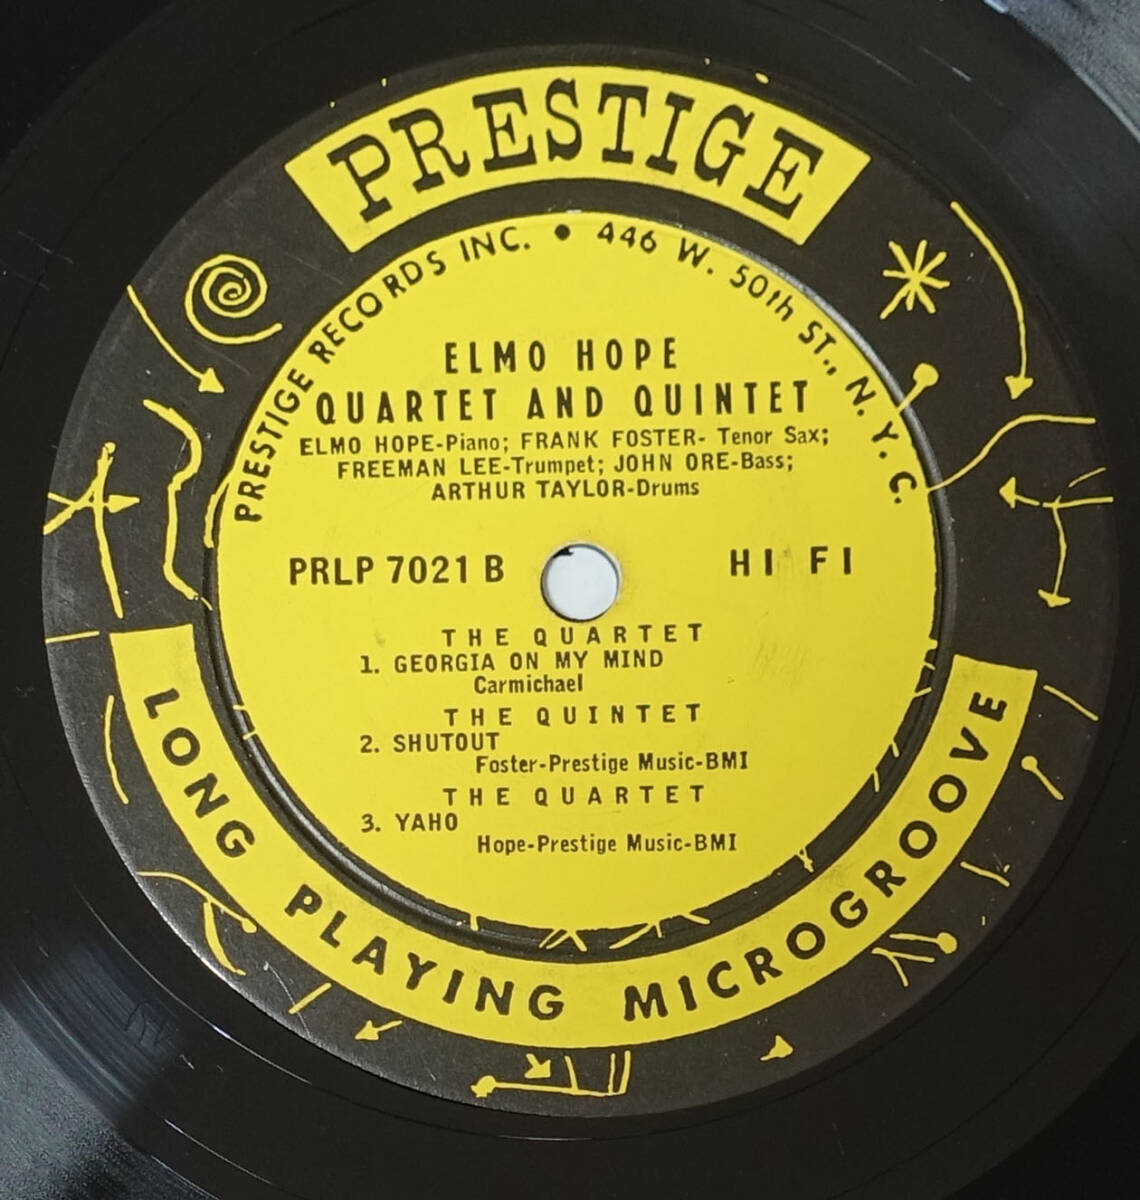 PRESTIGE
PRESTIGE RECORDS INC. • 446 W. 50th ST., N.Y.C.
ELMO HOPE
QUARTET AND QUINTET
ELMO HOPE-Piano; FRANK FOSTER- Tenor Sax;
FREEMAN LEE-Trumpet; JOHN ORE-Bass;
ARTHUR TAYLOR-Drums
PRLP 7021 B
HI FI
THE QUARTET
1. GEORGIA ON MY MIND
Carmichael
THE QUINTET
2. SHUTOUT
Foster-Prestige Music-BMI
THE QUARTET
3. YAHO
Hope-Prestige Music-BMI
LONG PLAYING MICROGROOVE